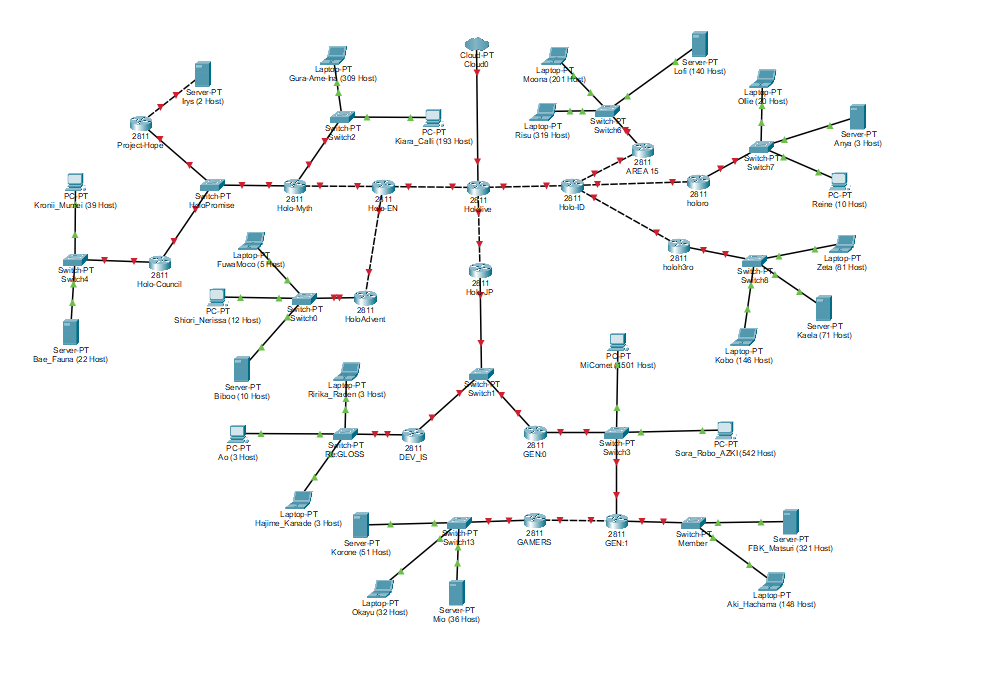 Cloud-PT
Cloud0
Laptop-PT
Gura-Ame-Ina (309 Host)
Server-PT
Irys (2 Host)
2811
Project-Hope
Switch-PT
Switch2
PC-PT
Kiara_Calli (193 Host)
Laptop-PT
Moona (201 Host)
Server-PT
Lofi (140 Host)
Laptop-PT
Ollie (20 Host)
Laptop-PT
Risu (319 Host)
Switch-PT
Switch6
2811
AREA 15
Server-PT
Anya (3 Host)
Switch-PT
Switch7
PC-PT
Reine (10 Host)
PC-PT
Kronii_Mumei (39 Host)
Switch-PT
HoloPromise
2811
Holo-Myth
2811
Holo-EN
2811
Hololive
2811
Holo-ID
2811
holoro
Switch-PT
Switch4
2811
Holo-Council
Laptop-PT
FuwaMoco (5 Host)
2811
Holo-JP
2811
holoh3ro
Switch-PT
Switch8
Laptop-PT
Zeta (81 Host)
PC-PT
Shiori_Nerissa (12 Host)
Switch-PT
Switch0
2811
HoloAdvent
Server-PT
Kaela (71 Host)
Server-PT
Bae_Fauna (22 Host)
Laptop-PT
Kobo (146 Host)
Server-PT
Biboo (10 Host)
Laptop-PT
Ririka_Raden (3 Host)
Switch-PT
Switch1
PC-PT
MiComet (1501 Host)
PC-PT
Ao (3 Host)
Switch-PT
Re:GLOSS
2811
DEV_IS
2811
GEN:0
Switch-PT
Switch3
PC-PT
Sora_Robo_AZKi (542 Host)
Laptop-PT
Hajime_Kanade (3 Host)
Server-PT
Korone (51 Host)
Switch-PT
Switch13
2811
GAMERS
2811
GEN:1
Switch-PT
Member
Server-PT
FBK_Matsuri (321 Host)
Laptop-PT
Okayu (32 Host)
Server-PT
Mio (36 Host)
Laptop-PT
Aki_Hachama (148 Host)